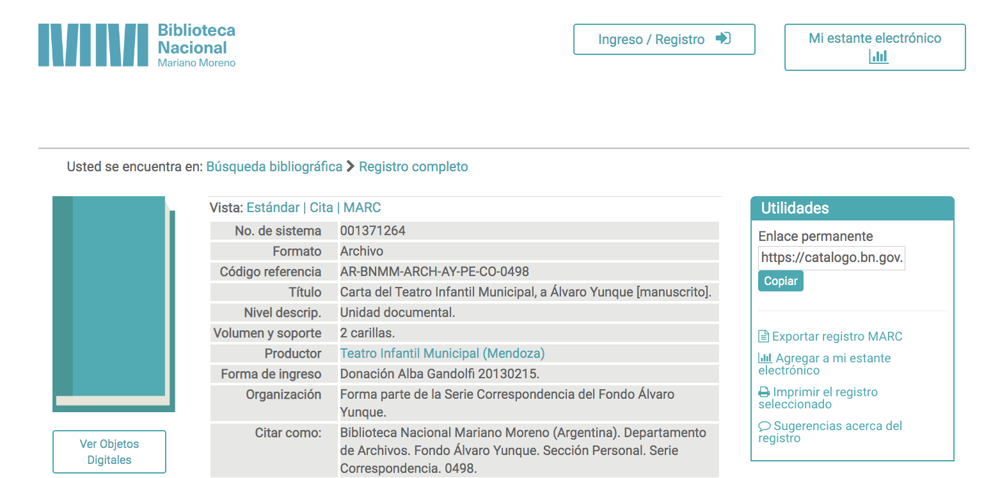 Biblioteca
Nacional
Mariano Moreno
Ingreso / Registro
Mi estante electrónico
Usted se encuentra en: Búsqueda bibliográfica > Registro completo
Vista: Estándar | Cita | MARC
No. de sistema 001371264
Formato Archivo
Código referencia AR-BNMM-ARCH-AY-PE-CO-0498
Título Carta del Teatro Infantil Municipal, a Álvaro Yunque [manuscrito].
Nivel descrip. Unidad documental.
Volumen y soporte 2 carillas.
Productor Teatro Infantil Municipal (Mendoza)
Forma de ingreso Donación Alba Gandolfi 20130215.
Organización Forma parte de la Serie Correspondencia del Fondo Álvaro
Yunque.
Citar como: Biblioteca Nacional Mariano Moreno (Argentina). Departamento
de Archivos. Fondo Álvaro Yunque. Sección Personal. Serie
Correspondencia. 0498.
Ver Objetos
Digitales
Utilidades
Enlace permanente
https://catalogo.bn.gov.
Copiar
Exportar registro MARC
Agregar a mi estante
electrónico
Imprimir el registro
seleccionado
Sugerencias acerca del
registro